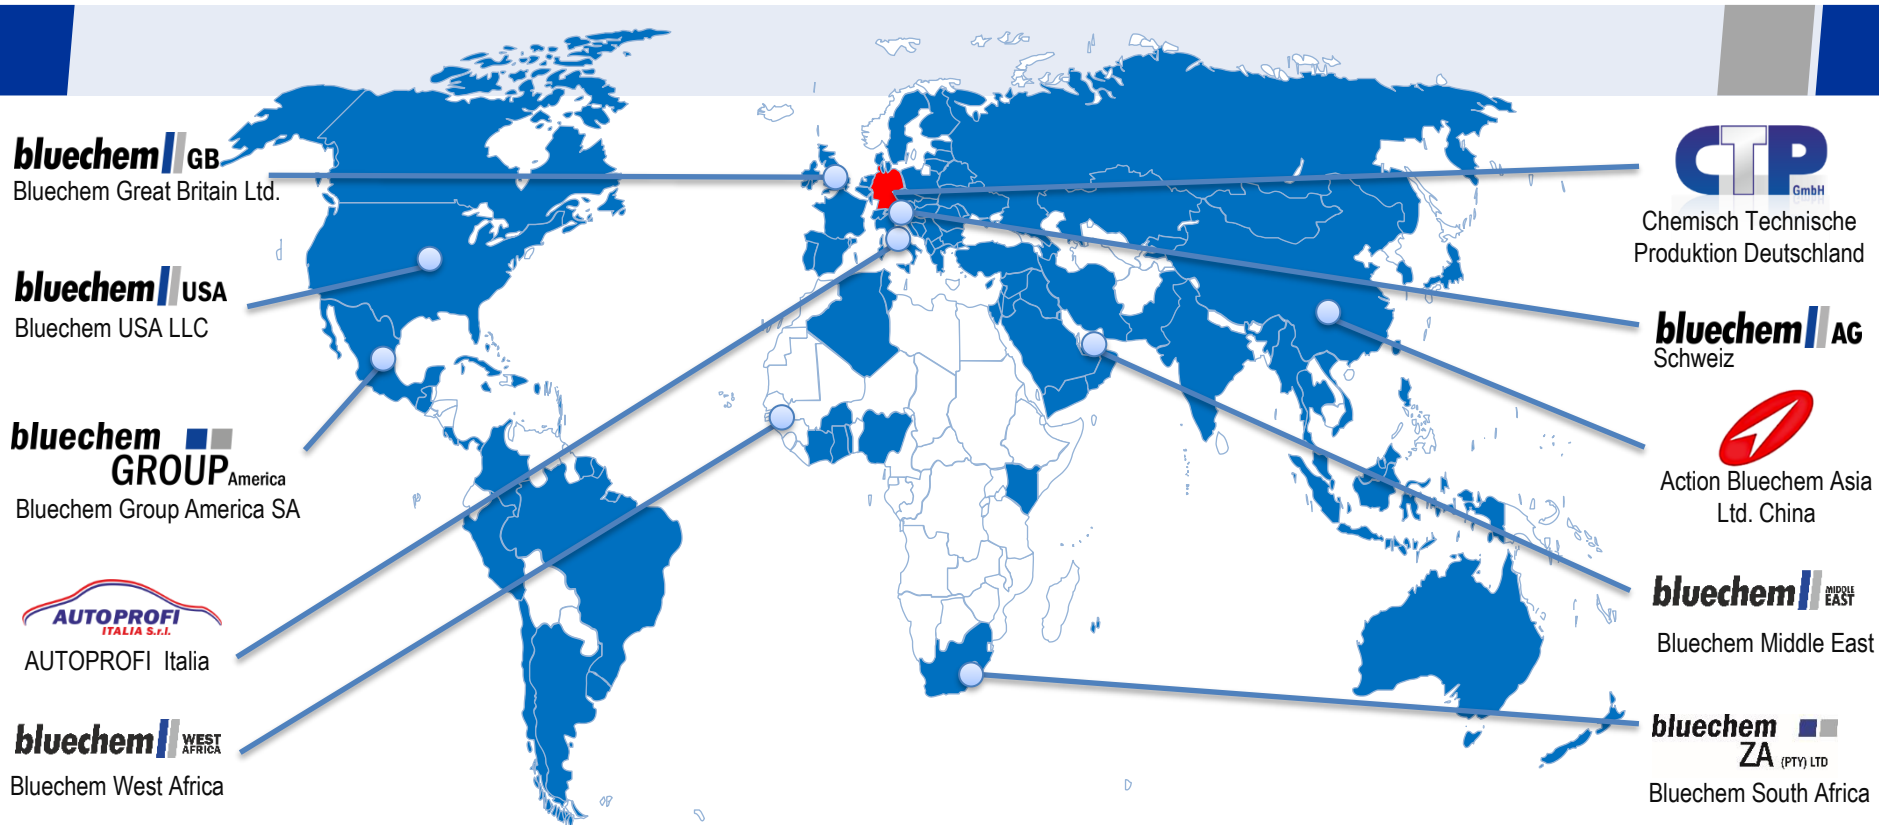 bluechem GB
Bluechem Great Britain Ltd.
bluechem USA
Bluechem USA LLC
bluechem
GROUP America
Bluechem Group America SA
AUTOPROFI
ITALIA S.r.l.
AUTOPROFI Italia
bluechem WEST
AFRICA
Bluechem West Africa
CTP
GmbH
Chemisch Technische
Produktion Deutschland
bluechem AG
Schweiz
Action Bluechem Asia
Ltd. China
bluechem MIDDLE
EAST
Bluechem Middle East
bluechem
ZA (PTY) LTD
Bluechem South Africa